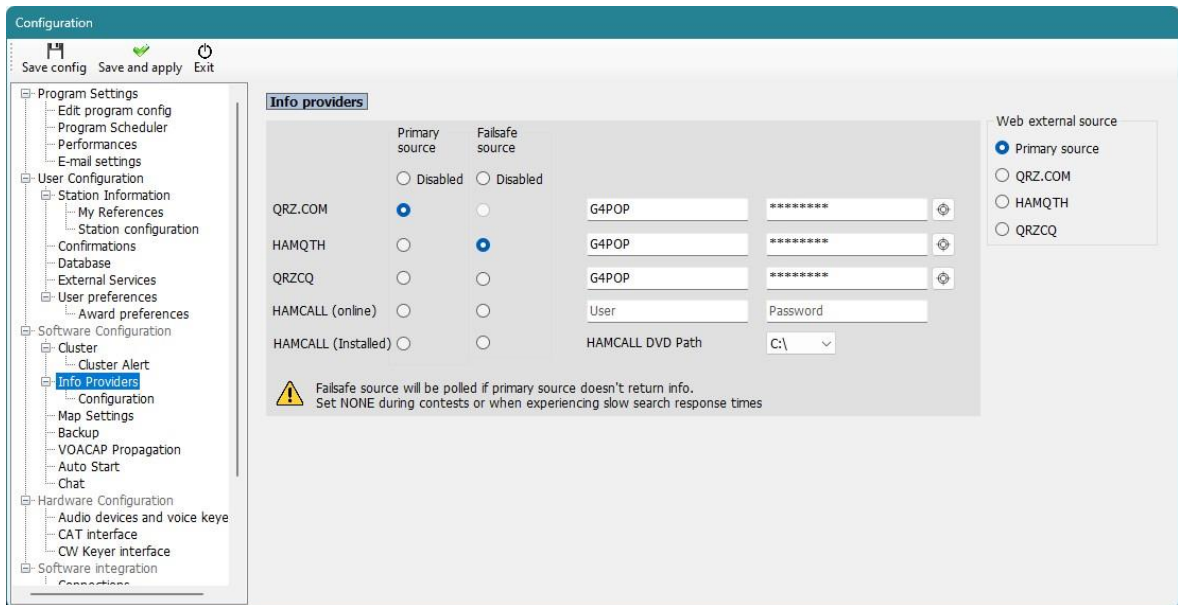 Configuration
Save config Save and apply Exit
Program Settings
Edit program config
Program Scheduler
Performances
E-mail settings
User Configuration
Station Information
My References
Station configuration
Confirmations
Database
External Services
User preferences
Award preferences
Software Configuration
Cluster
Cluster Alert
Info Providers
Configuration
Map Settings
Backup
VOACAP Propagation
Auto Start
Chat
Hardware Configuration
Audio devices and voice keye
CAT interface
CW Keyer interface
Software integration
Connections
Info providers
Primary source Failsafe source
Disabled Disabled
QRZ.COM G4POP ********
HAMQTH G4POP ********
QRZCQ G4POP ********
HAMCALL (online) User Password
HAMCALL (Installed) HAMCALL DVD Path C:\
Failsafe source will be polled if primary source doesn't return info.
Set NONE during contests or when experiencing slow search response times
Web external source
Primary source
QRZ.COM
HAMQTH
QRZCQ